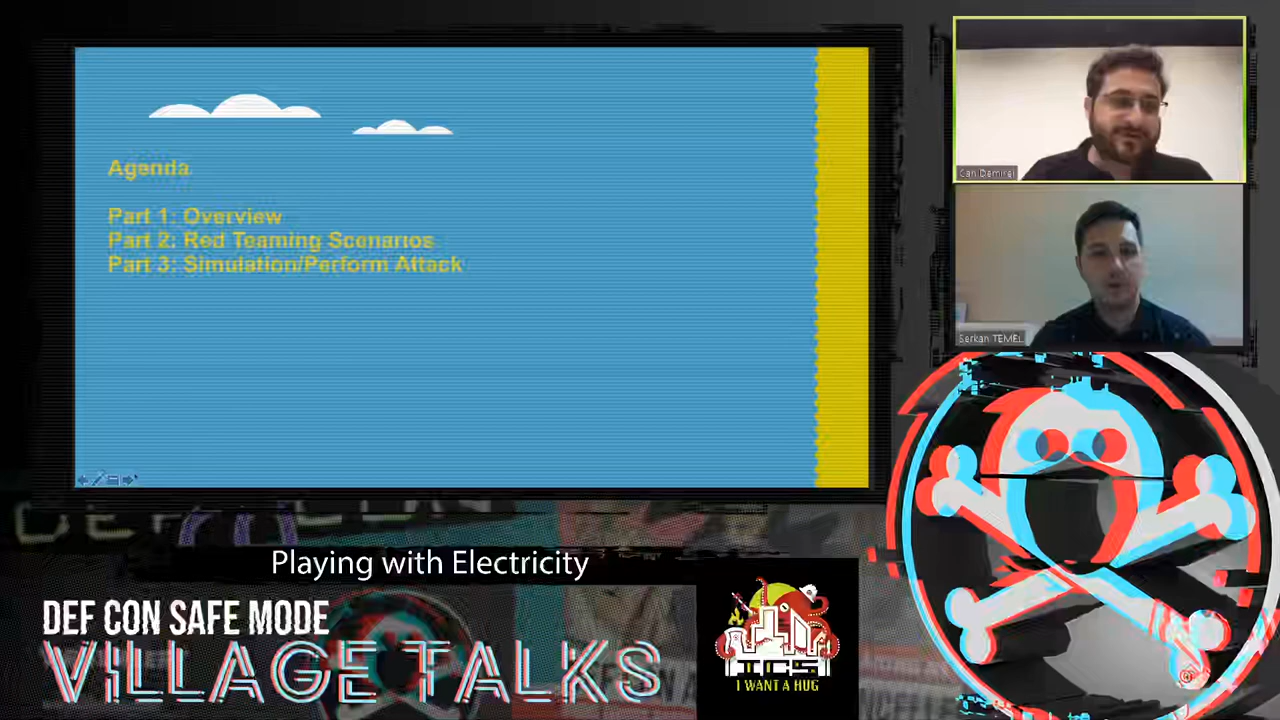 Agenda
Part 1: Overview
Part 2: Red Teaming Scenarios
Part 3: Simulation/Perform Attack
Can Demirel
Serkan TEMEL
Playing with Electricity
DEF CON SAFE MODE
VILLAGE TALKS
ICS
I WANT A HUG